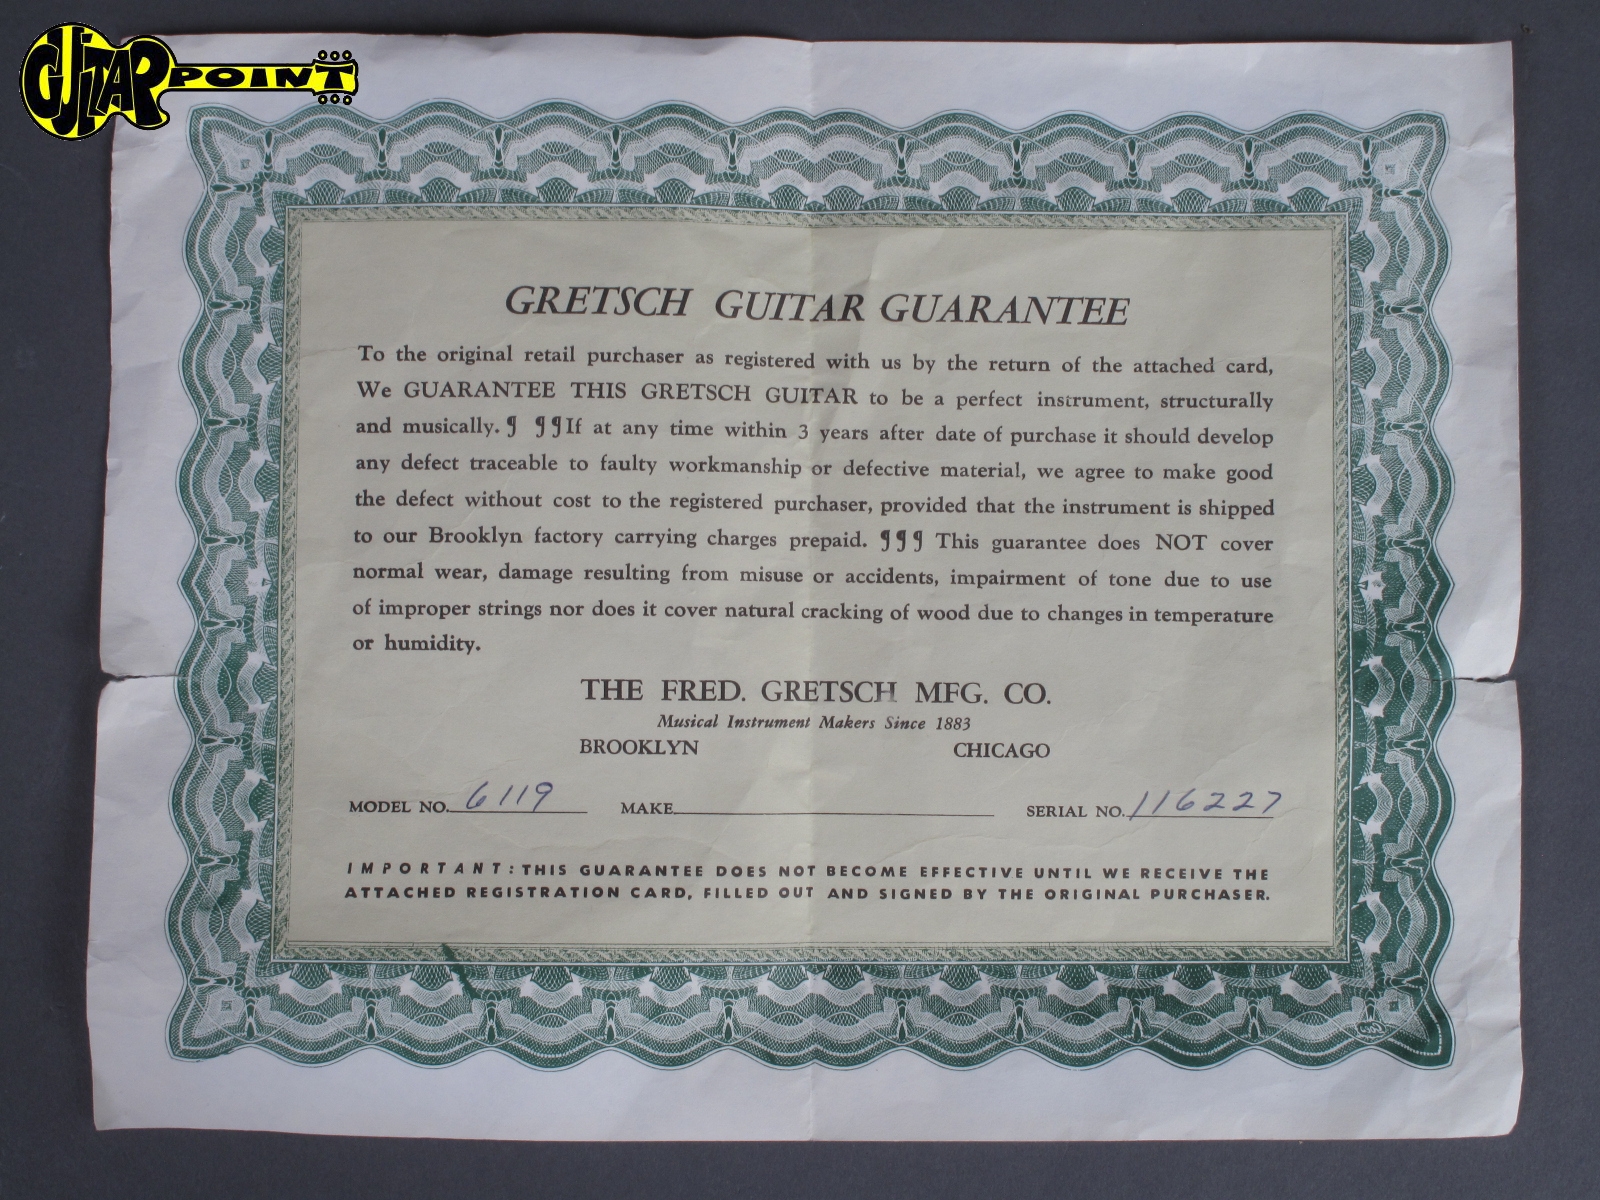 GUITAR POINT
GRETSCH GUITAR GUARANTEE
To the original retail purchaser as registered with us by the return of the attached card,
We GUARANTEE THIS GRETSCH GUITAR to be a perfect instrument, structurally
and musically. ¶ ¶¶If at any time within 3 years after date of purchase it should develop
any defect traceable to faulty workmanship or defective material, we agree to make good
the defect without cost to the registered purchaser, provided that the instrument is shipped
to our Brooklyn factory carrying charges prepaid. ¶¶¶ This guarantee does NOT cover
normal wear, damage resulting from misuse or accidents, impairment of tone due to use
of improper strings nor does it cover natural cracking of wood due to changes in temperature
or humidity.
THE FRED. GRETSCH MFG. CO.
Musical Instrument Makers Since 1883
BROOKLYN CHICAGO
MODEL NO. 6119 MAKE SERIAL NO. 116227
IMPORTANT: THIS GUARANTEE DOES NOT BECOME EFFECTIVE UNTIL WE RECEIVE THE
ATTACHED REGISTRATION CARD, FILLED OUT AND SIGNED BY THE ORIGINAL PURCHASER.